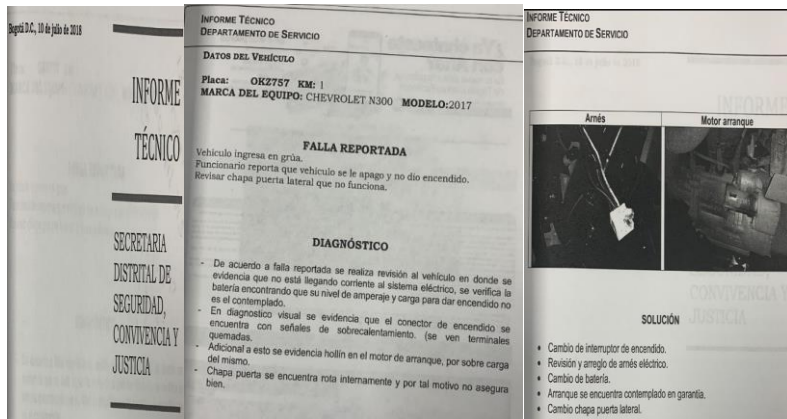 Bogotá D.C., 10 de julio de 2018
INFORME
TÉCNICO
SECRETARIA
DISTRITAL DE
SEGURIDAD,
CONVIVENCIA Y
JUSTICIA
INFORME TÉCNICO
DEPARTAMENTO DE SERVICIO
DATOS DEL VEHÍCULO
Placa: OKZ757 KM: 1
MARCA DEL EQUIPO: CHEVROLET N300 MODELO:2017
FALLA REPORTADA
Vehiculo ingresa en grúa.
Funcionario reporta que vehiculo se le apago y no dio encendido.
Revisar chapa puerta lateral que no funciona.
DIAGNÓSTICO
- De acuerdo a falla reportada se realiza revisión al vehículo en donde se
evidencia que no está llegando corriente al sistema eléctrico, se verifica la
batería encontrando que su nivel de amperaje y carga para dar encendido no
es el contemplado.
- En diagnostico visual se evidencia que el conector de encendido se
encuentra con señales de sobrecalentamiento. (se ven terminales
quemadas.
- Adicional a esto se evidencia hollín en el motor de arranque, por sobre carga
del mismo.
- Chapa puerta se encuentra rota internamente y por tal motivo no asegura
bien.
INFORME TÉCNICO
DEPARTAMENTO DE SERVICIO
Arnés Motor arranque
SOLUCIÓN
• Cambio de interruptor de encendido.
• Revisión y arreglo de arnés eléctrico.
• Cambio de batería.
• Arranque se encuentra contemplado en garantía.
• Cambio chapa puerta lateral.